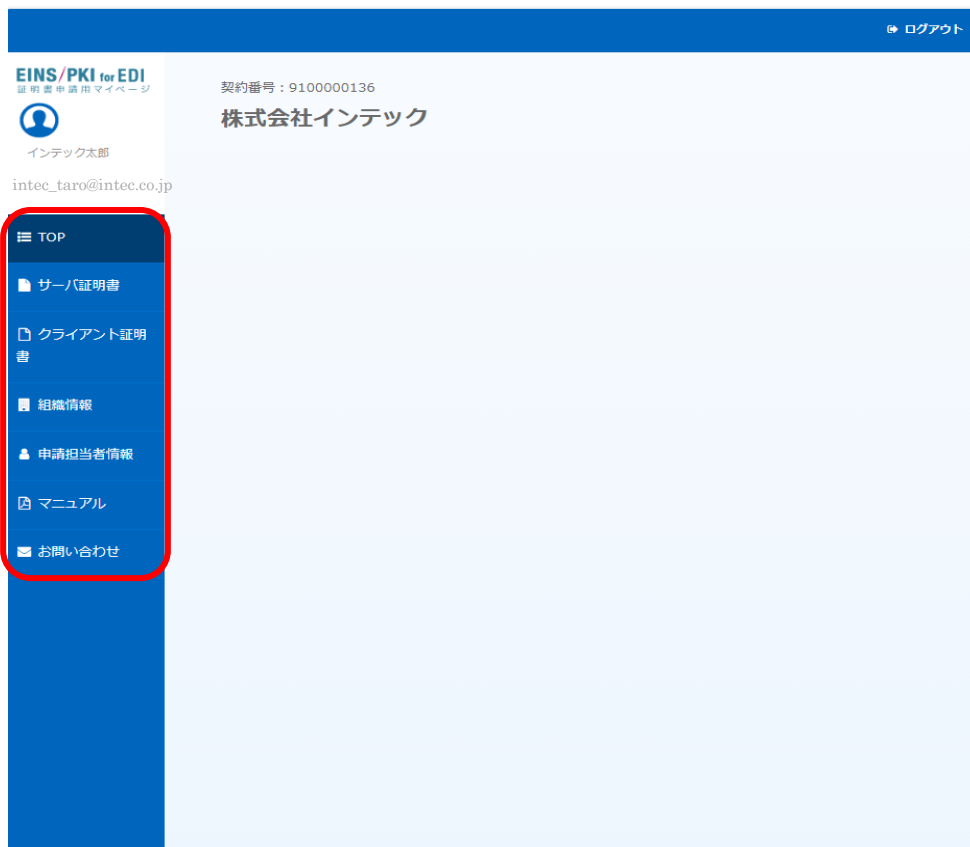 ログアウト
EINS/PKI for EDI
証明書申請用マイページ
インテック太郎
intec_taro@intec.co.jp
契約番号：9100000136
株式会社インテック
TOP
サーバ証明書
クライアント証明
書
組織情報
申請担当者情報
マニュアル
お問い合わせ